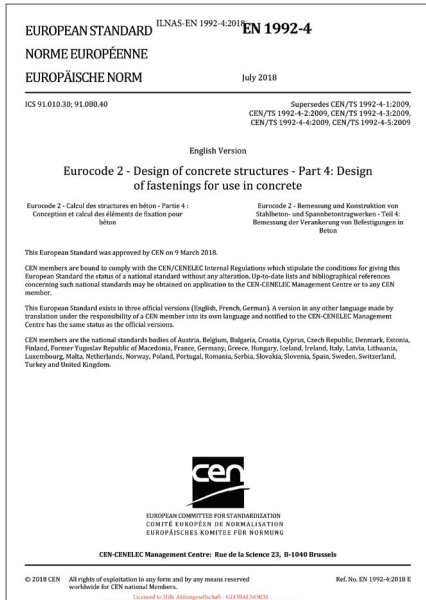 EUROPEAN STANDARD
ILNAS-EN 1992-4:2018
EN 1992-4
NORME EUROPÉENNE
EUROPÄISCHE NORM
July 2018
ICS 91.010.30; 91.080.40
Supersedes CEN/TS 1992-4-1:2009,
CEN/TS 1992-4-2:2009, CEN/TS 1992-4-3:2009,
CEN/TS 1992-4-4:2009, CEN/TS 1992-4-5:2009
English Version
Eurocode 2 - Design of concrete structures - Part 4: Design
of fastenings for use in concrete
Eurocode 2 - Calcul des structures en béton - Partie 4 :
Conception et calcul des éléments de fixation pour
béton
Eurocode 2 - Bemessung und Konstruktion von
Stahlbeton- und Spannbetontragwerken - Teil 4:
Bemessung der Verankerung von Befestigungen in
Beton
This European Standard was approved by CEN on 9 March 2018.
CEN members are bound to comply with the CEN/CENELEC Internal Regulations which stipulate the conditions for giving this
European Standard the status of a national standard without any alteration. Up-to-date lists and bibliographical references
concerning such national standards may be obtained on application to the CEN-CENELEC Management Centre or to any CEN
member.
This European Standard exists in three official versions (English, French, German). A version in any other language made by
translation under the responsibility of a CEN member into its own language and notified to the CEN-CENELEC Management
Centre has the same status as the official versions.
CEN members are the national standards bodies of Austria, Belgium, Bulgaria, Croatia, Cyprus, Czech Republic, Denmark, Estonia,
Finland, Former Yugoslav Republic of Macedonia, France, Germany, Greece, Hungary, Iceland, Ireland, Italy, Latvia, Lithuania,
Luxembourg, Malta, Netherlands, Norway, Poland, Portugal, Romania, Serbia, Slovakia, Slovenia, Spain, Sweden, Switzerland,
Turkey and United Kingdom.
cen
EUROPEAN COMMITTEE FOR STANDARDIZATION
COMITÉ EUROPÉEN DE NORMALISATION
EUROPÄISCHES KOMITEE FÜR NORMUNG
CEN-CENELEC Management Centre: Rue de la Science 23, B-1040 Brussels
© 2018 CEN All rights of exploitation in any form and by any means reserved
worldwide for CEN national Members.
Ref. No. EN 1992-4:2018 E
Licensed to Hilti Aktiengesellschaft - GLOBALNORM